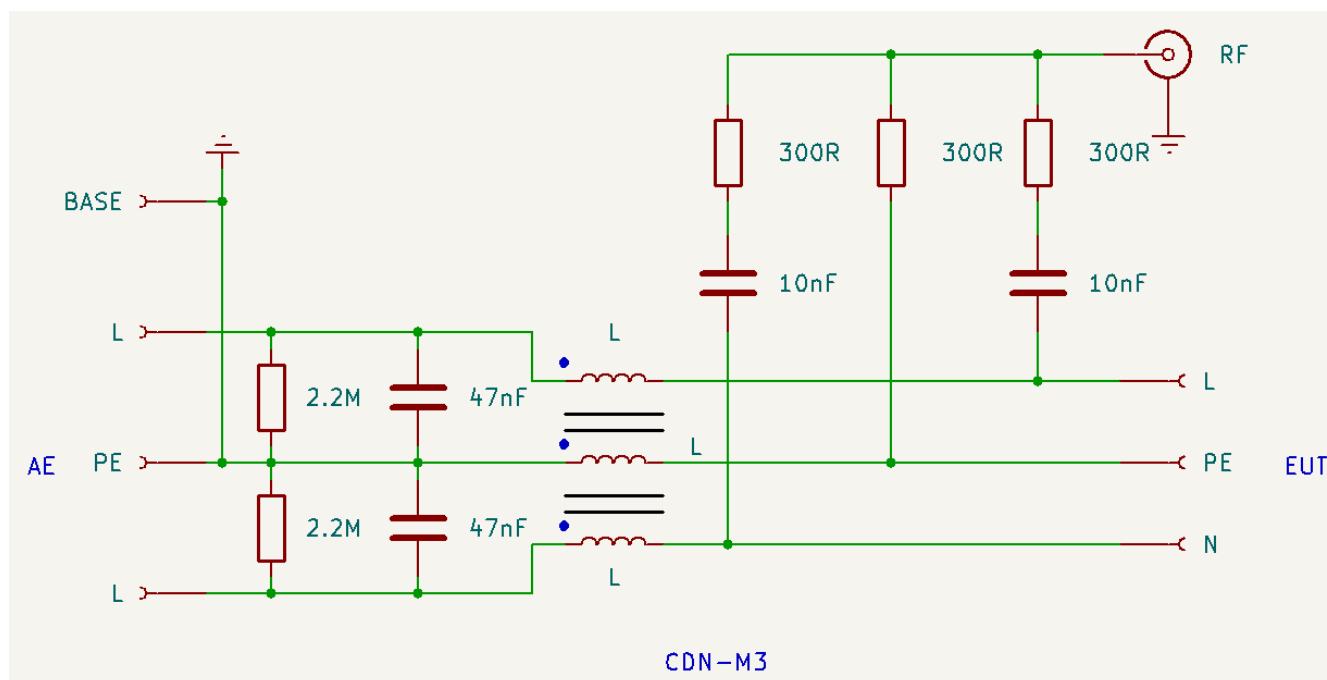 RF
300R
300R
300R
BASE
10nF
10nF
L
L
2.2M
47nF
L
L
AE
PE
PE
EUT
2.2M
47nF
N
L
L
CDN-M3